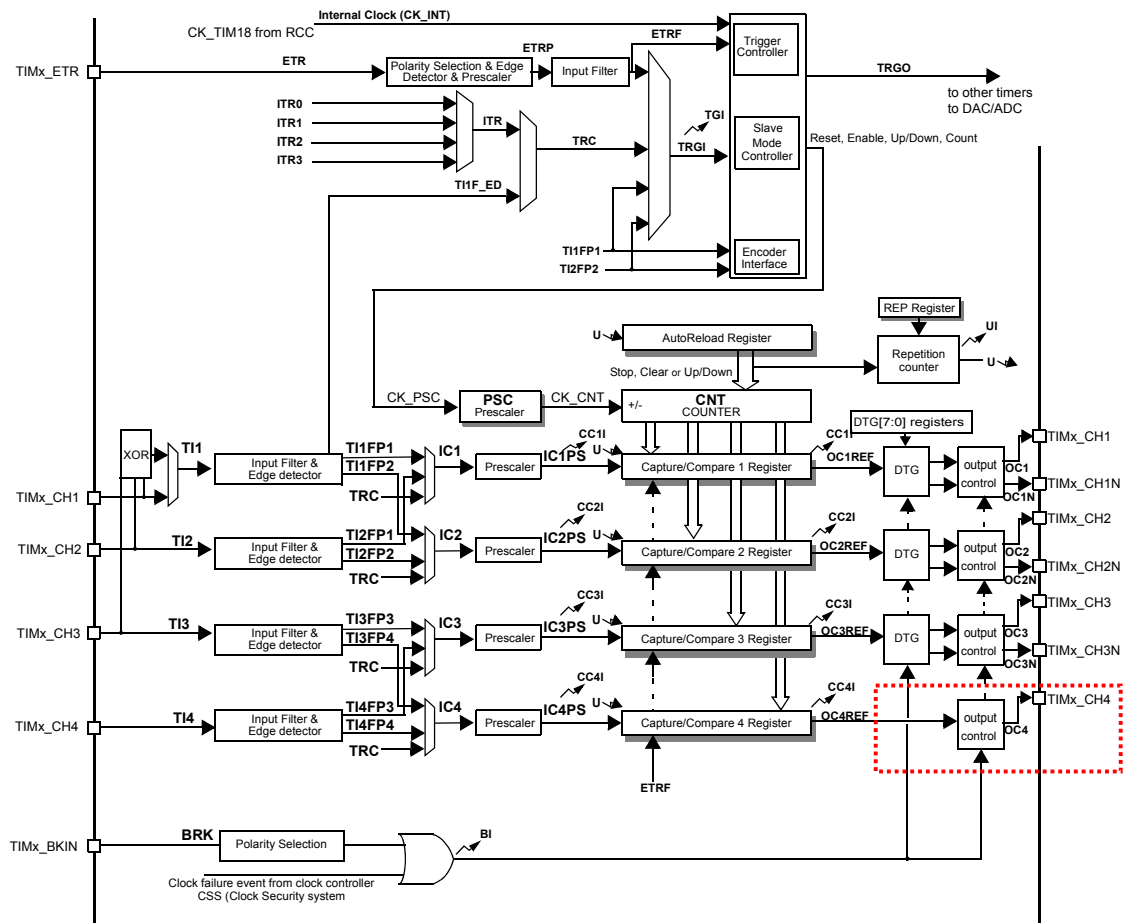 Internal Clock (CK_INT)
CK_TIM18 from RCC
ETRF
Trigger
Controller
TIMx_ETR
ETR
Polarity Selection & Edge
Detector & Prescaler
ETRP
Input Filter
TRGO
to other timers
to DAC/ADC
ITR0
ITR1
ITR2
ITR3
ITR
TRC
TGI
TRGI
Slave
Mode
Controller
Reset, Enable, Up/Down, Count
TI1F_ED
TI1FP1
TI2FP2
Encoder
Interface
REP Register
UI
U
AutoReload Register
Repetition
counter
U
Stop, Clear or Up/Down
CK_PSC
PSC
Prescaler
CK_CNT
+/-
CNT
COUNTER
DTG[7:0] registers
XOR
TI1
Input Filter &
Edge detector
TI1FP1
TI1FP2
TRC
IC1
Prescaler
IC1PS
CC1I
U
Capture/Compare 1 Register
CC1I
OC1REF
DTG
output
control
OC1
OC1N
TIMx_CH1
TIMx_CH1N
TIMx_CH1
TIMx_CH2
TI2
Input Filter &
Edge detector
TI2FP1
TI2FP2
TRC
IC2
Prescaler
IC2PS
CC2I
U
Capture/Compare 2 Register
CC2I
OC2REF
DTG
output
control
OC2
OC2N
TIMx_CH2
TIMx_CH2N
TIMx_CH3
TI3
Input Filter &
Edge detector
TI3FP3
TI3FP4
TRC
IC3
Prescaler
IC3PS
CC3I
U
Capture/Compare 3 Register
CC3I
OC3REF
DTG
output
control
OC3
OC3N
TIMx_CH3
TIMx_CH3N
TIMx_CH4
TI4
Input Filter &
Edge detector
TI4FP3
TI4FP4
TRC
IC4
Prescaler
IC4PS
CC4I
U
Capture/Compare 4 Register
CC4I
OC4REF
output
control
OC4
TIMx_CH4
ETRF
TIMx_BKIN
BRK
Polarity Selection
BI
Clock failure event from clock controller
CSS (Clock Security system